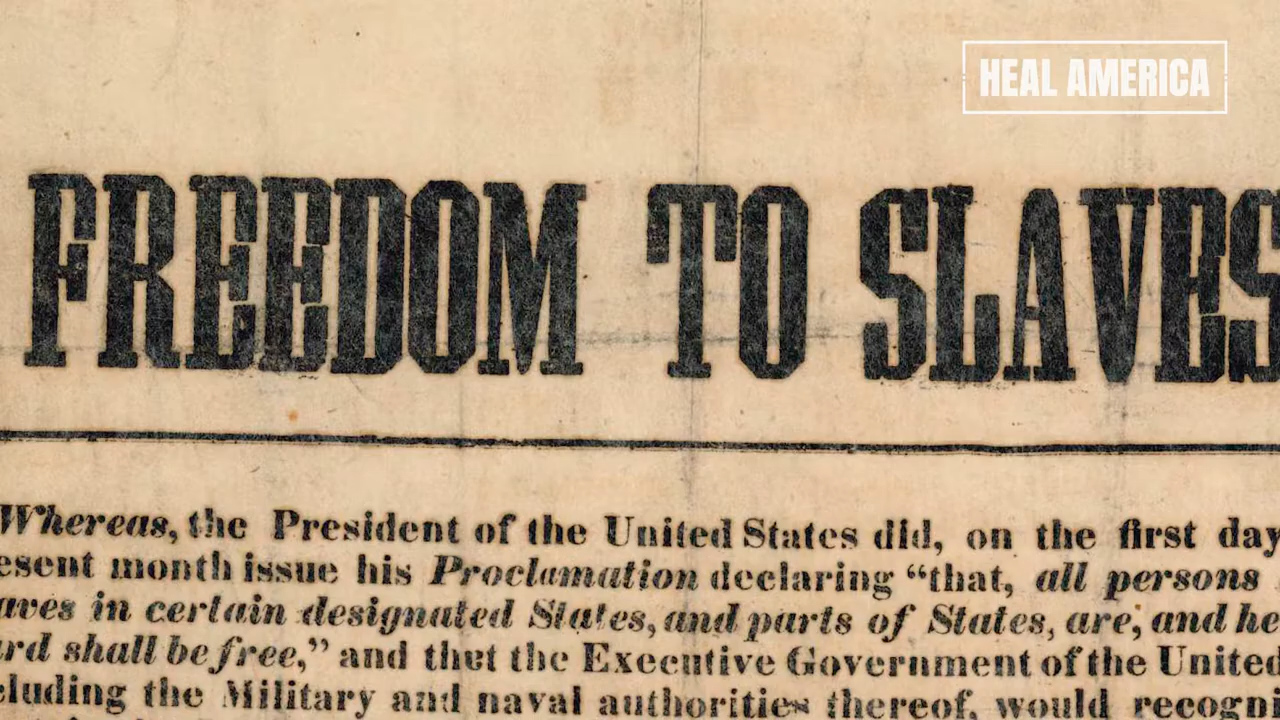 HEAL AMERICA
FREEDOM TO SLAVES
Whereas, the President of the United States did, on the first day
esent month issue his Proclamation declaring “that, all persons
aves in certain designated States, and parts of States, are, and he
rd shall be free,” and that the Executive Government of the United
cluding the Military and naval authorities thereof, would recogni